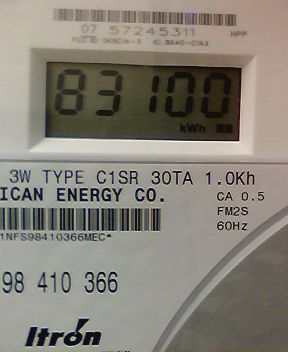 07 57245311 HPP
83100
kWh
3W TYPE C1SR 30TA 1.0Kh
ICAN ENERGY CO. CA 0.5
FM2S
60Hz
1NFS98410366MEC*
98 410 366
Itron